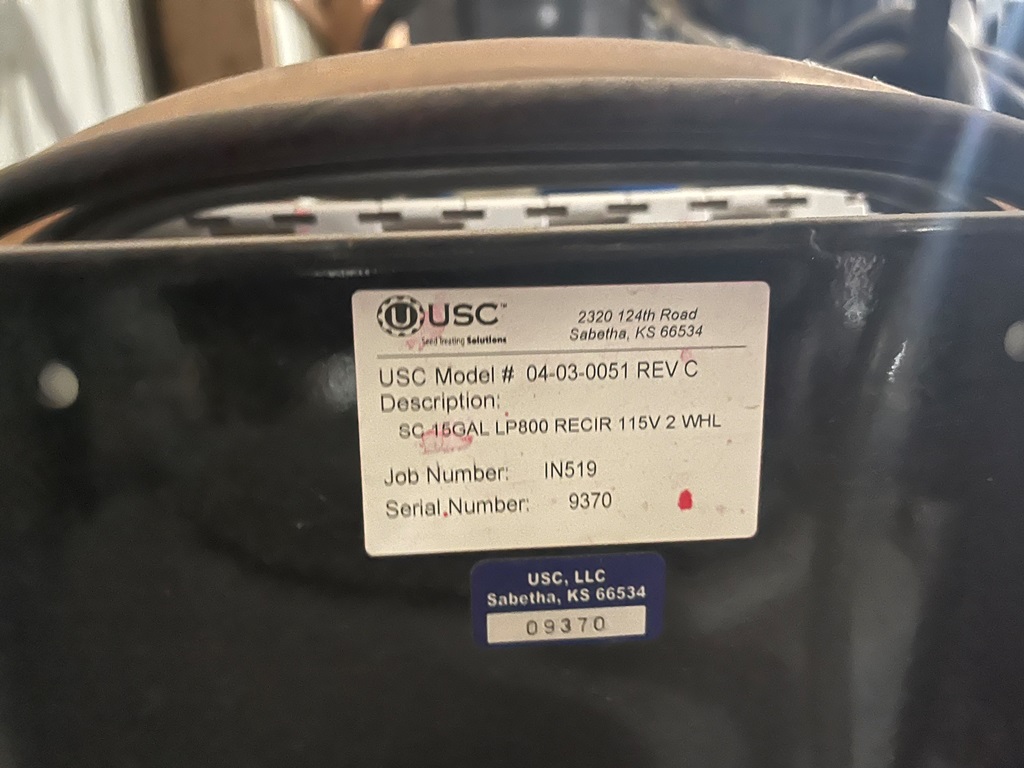 U USC™
Seed Treating Solutions
2320 124th Road
Sabetha, KS 66534
USC Model # 04-03-0051 REV C
Description:
SC 15GAL LP800 RECIR 115V 2 WHL
Job Number: IN519
Serial Number: 9370
USC, LLC
Sabetha, KS 66534
09370